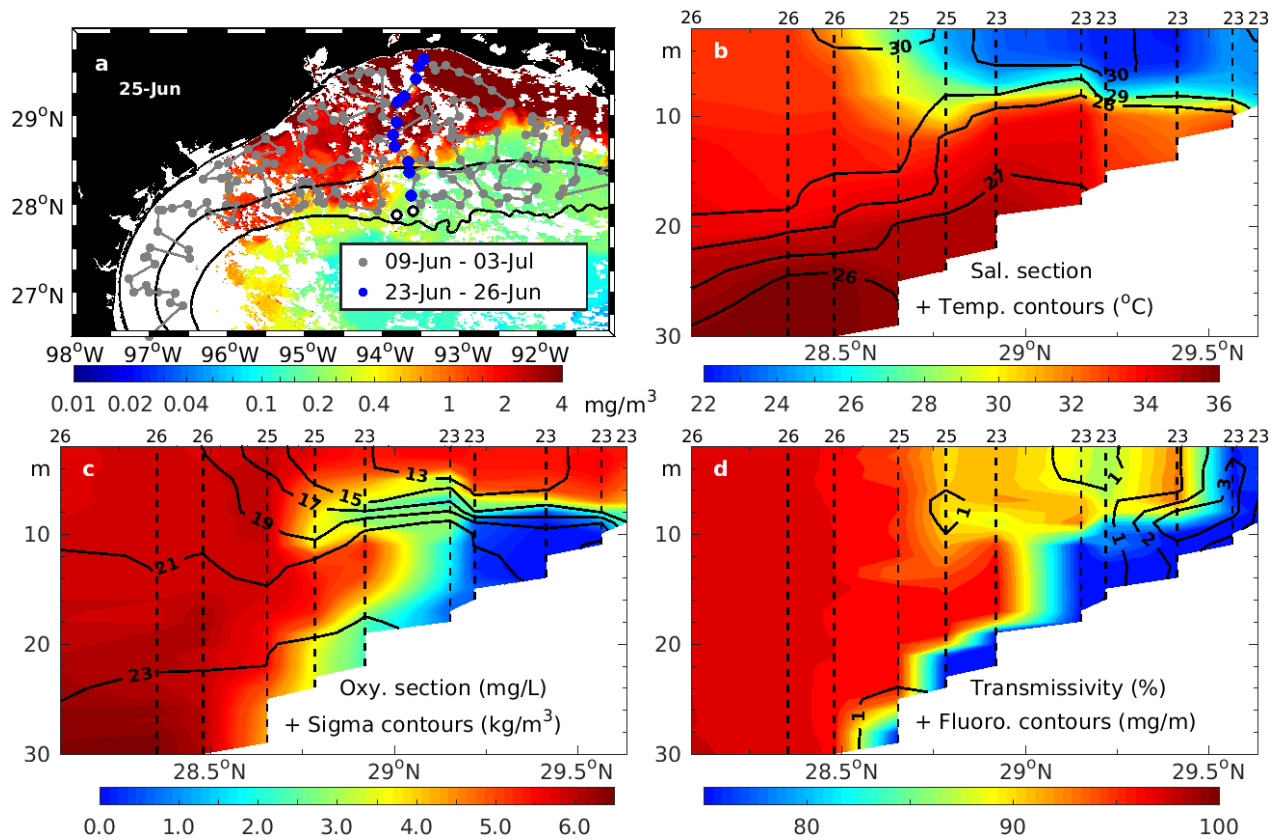 a
25-Jun
29°N
28°N
27°N
98°W 97°W 96°W 95°W 94°W 93°W 92°W
09-Jun - 03-Jul
23-Jun - 26-Jun
0.01 0.02 0.04 0.1 0.2 0.4 1 2 4 mg/m³
26 26 26 25 25 23 23 23 23 23 23
m
b
10
20
30
30
30
29
28
27
26
Sal. section
+ Temp. contours (°C)
28.5°N 29°N 29.5°N
22 24 26 28 30 32 34 36
26 26 26 25 25 23 23 23 23 23 23
m
c
10
20
30
13
15
17
19
21
23
Oxy. section (mg/L)
+ Sigma contours (kg/m³)
28.5°N 29°N 29.5°N
0.0 1.0 2.0 3.0 4.0 5.0 6.0
26 26 26 25 25 23 23 23 23 23 23
m
d
10
20
30
1
1
3
1
2
1
Transmissivity (%)
+ Fluoro. contours (mg/m)
28.5°N 29°N 29.5°N
80 90 100